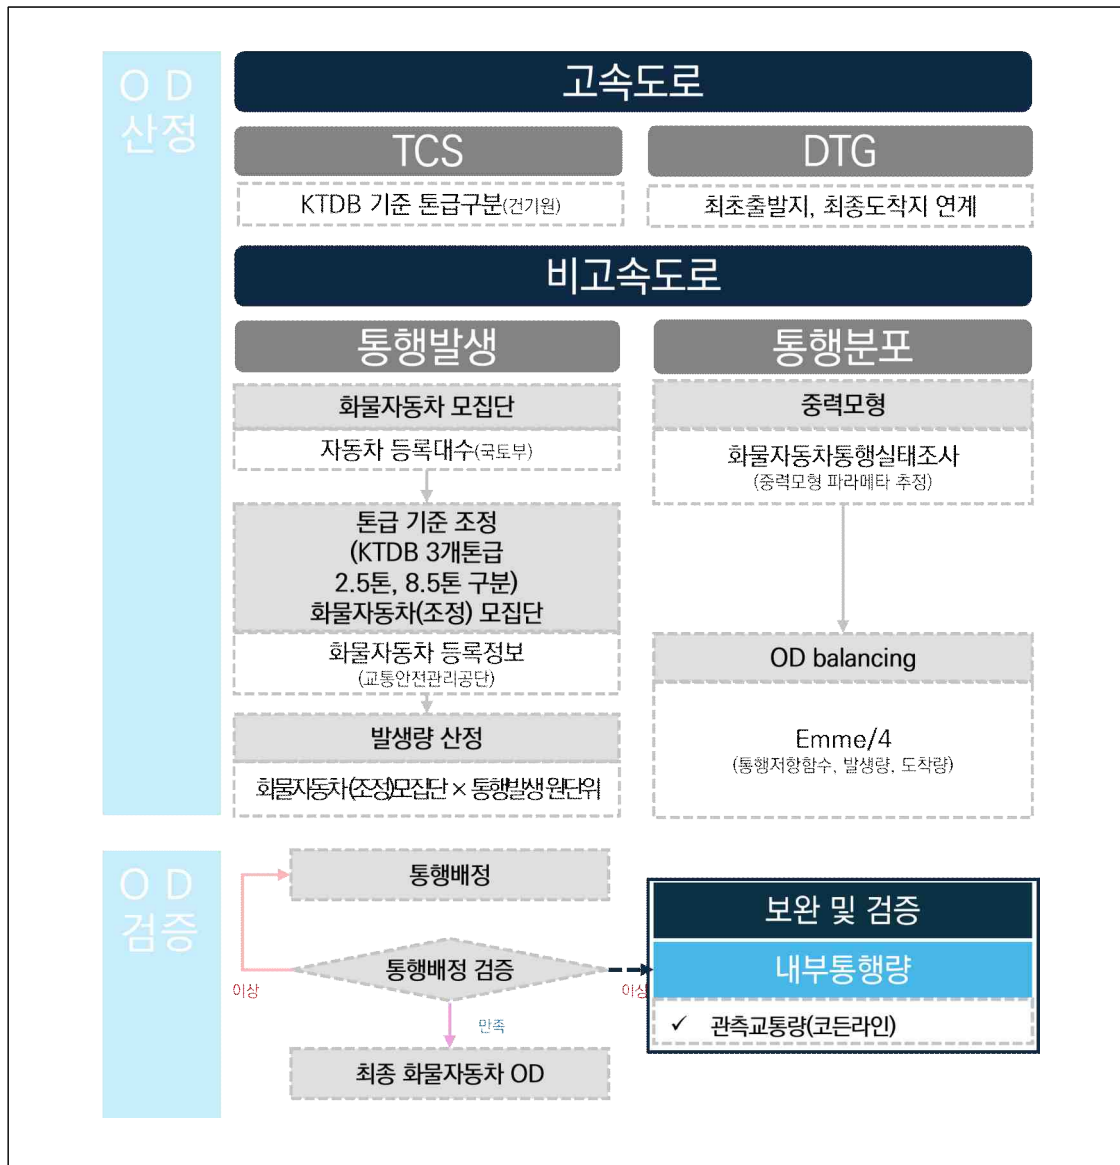 O D
산정
고속도로
TCS
DTG
KTDB 기준 톤급구분(건기원)
최초출발지, 최종도착지 연계
비고속도로
통행발생
통행분포
화물자동차 모집단
자동차 등록대수(국토부)
톤급 기준 조정
(KTDB 3개톤급
2.5톤, 8.5톤 구분)
화물자동차(조정) 모집단
화물자동차 등록정보
(교통안전관리공단)
발생량 산정
화물자동차(조정)모집단 × 통행발생 원단위
중력모형
화물자동차통행실태조사
(중력모형 파라메타 추정)
OD balancing
Emme/4
(통행저항함수, 발생량, 도착량)
O D
검증
통행배정
통행배정 검증
이상
이상
만족
최종 화물자동차 OD
보완 및 검증
내부통행량
✓ 관측교통량(코든라인)